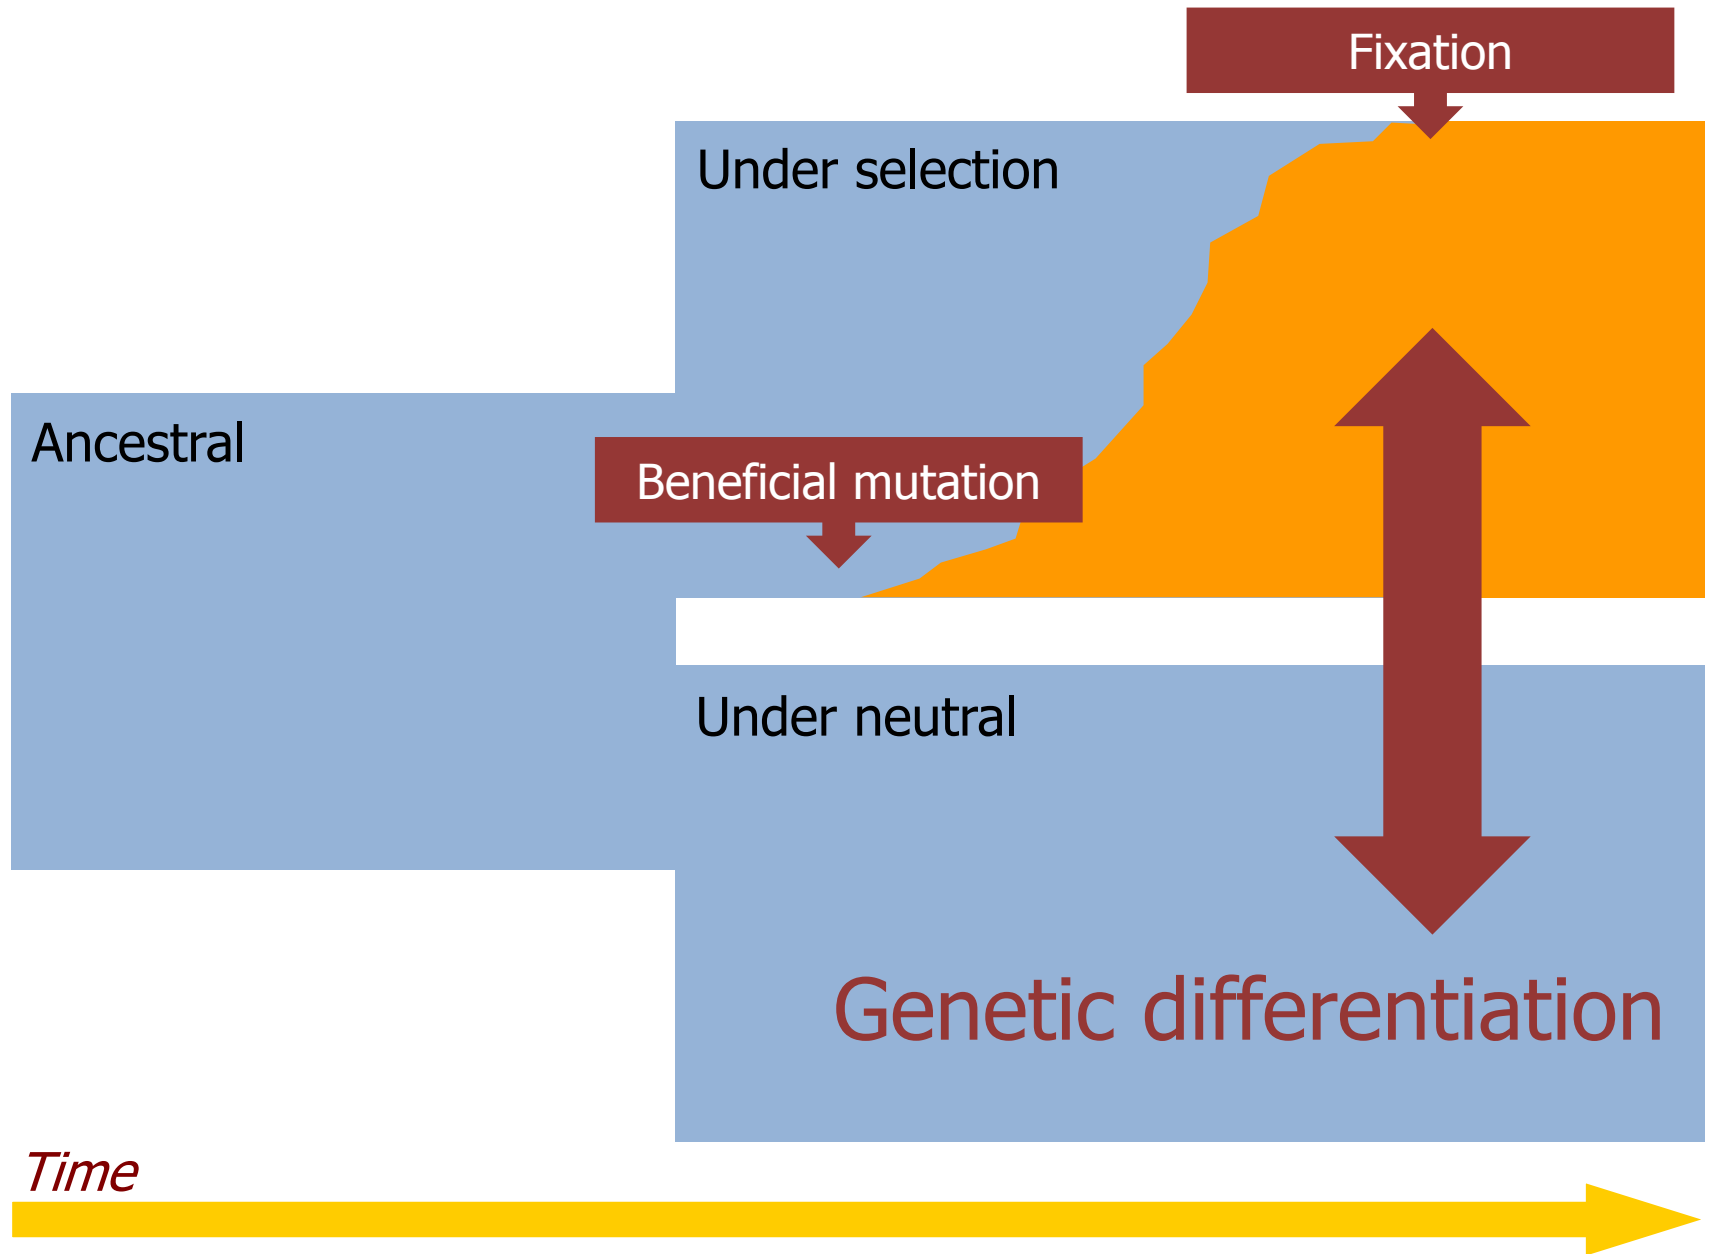 Fixation
Under selection
Ancestral
Beneficial mutation
Under neutral
Genetic differentiation
Time